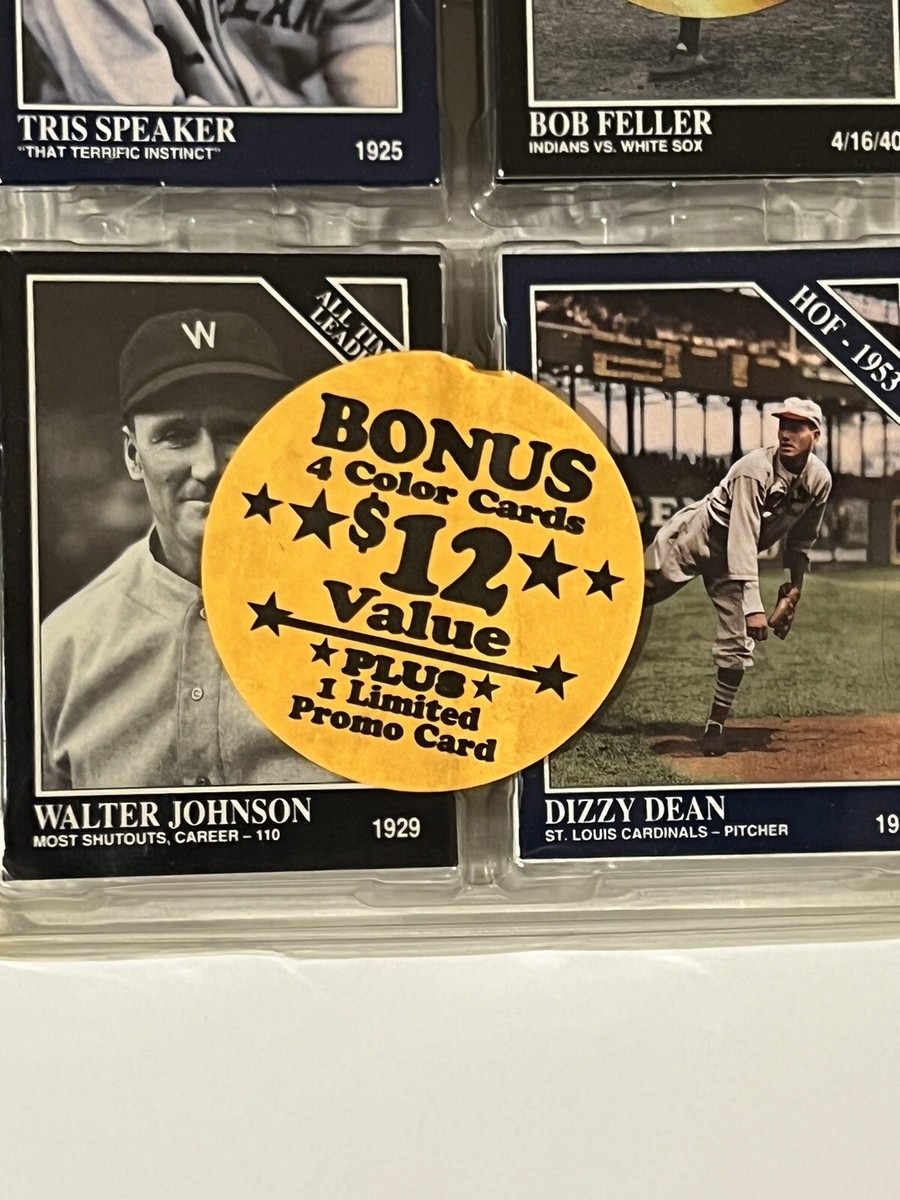 TRIS SPEAKER
"THAT TERRIFIC INSTINCT"
1925
BOB FELLER
INDIANS VS. WHITE SOX
4/16/40
W
ALL
HOF - 1953
BONUS
4 Color Cards
$12
Value
PLUS
1 Limited
Promo Card
WALTER JOHNSON
MOST SHUTOUTS, CAREER – 110
1929
DIZZY DEAN
ST. LOUIS CARDINALS – PITCHER
19